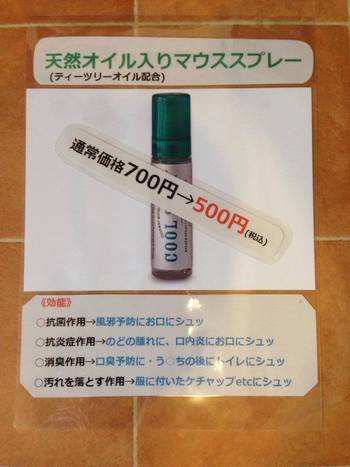 天然オイル入りマウススプレー
(ティーツリーオイル配合)
通常価格700円→500円(税込)
COOL
《効能》
○抗菌作用→風邪予防にお口にシュッ
○抗炎症作用→のどの腫れに、口内炎にお口にシュッ
○消臭作用→口臭予防に・う○ちの後にトイレにシュッ
○汚れを落とす作用→服に付いたケチャップetcにシュッ